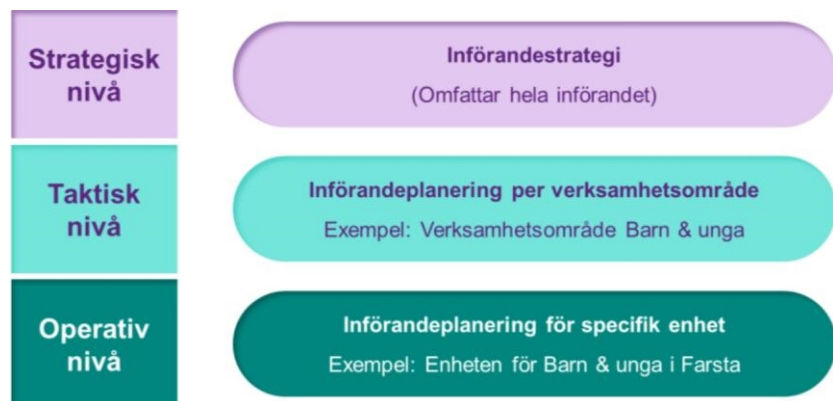 Strategisk
nivå
Införandestrategi
(Omfattar hela införandet)
Taktisk
nivå
Införandeplanering per verksamhetsområde
Exempel: Verksamhetsområde Barn & unga
Operativ
nivå
Införandeplanering för specifik enhet
Exempel: Enheten för Barn & unga i Farsta